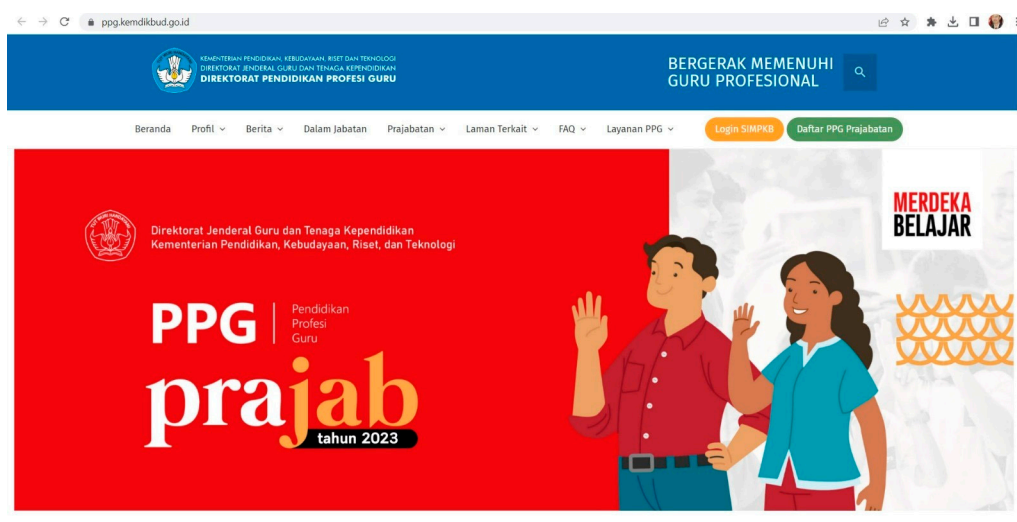 ppg.kemdikbud.go.id
KEMENTERIAN PENDIDIKAN, KEBUDAYAAN, RISET DAN TEKNOLOGI
DIREKTORAT JENDERAL GURU DAN TENAGA KEPENDIDIKAN
DIREKTORAT PENDIDIKAN PROFESI GURU
BERGERAK MEMENUHI
GURU PROFESIONAL
Beranda Profil Berita Dalam Jabatan Prajabatan Laman Terkait FAQ Layanan PPG Login SIMPKB Daftar PPG Prajabatan
MERDEKA
BELAJAR
Direktorat Jenderal Guru dan Tenaga Kependidikan
Kementerian Pendidikan, Kebudayaan, Riset, dan Teknologi
PPG
Pendidikan
Profesi
Guru
prajab
tahun 2023